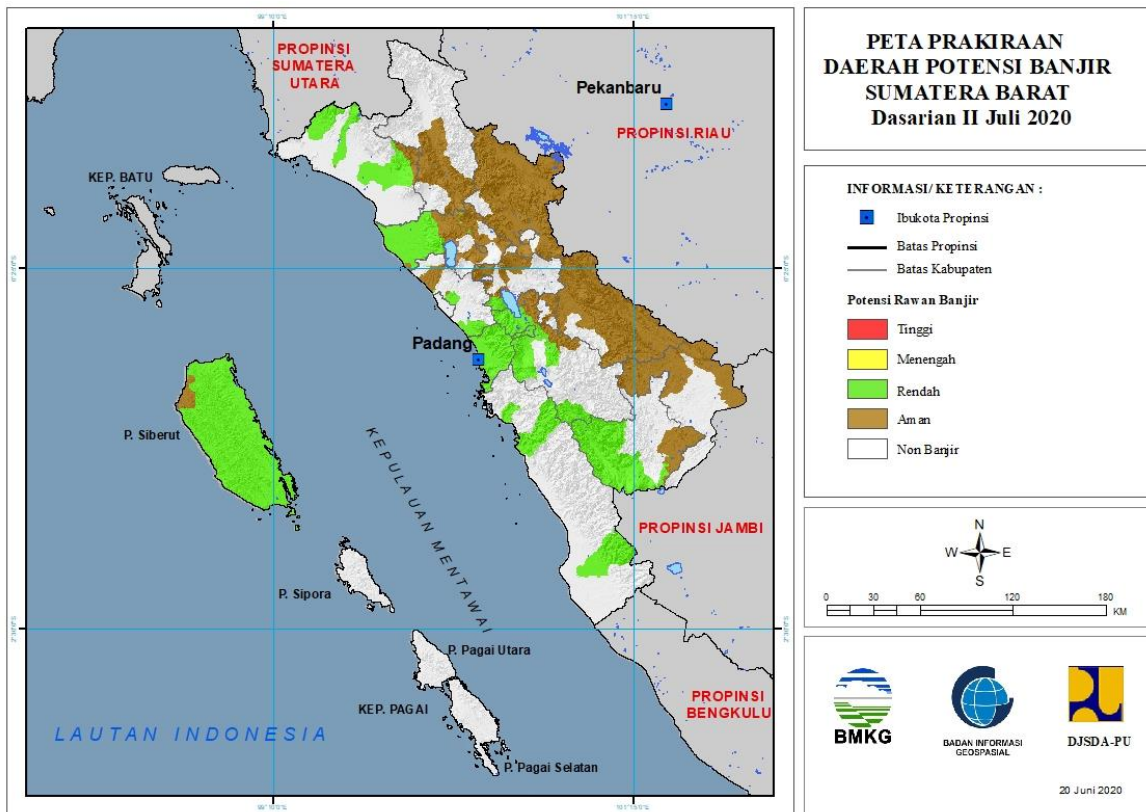 PROPINSI
SUMATERA
UTARA
Pekanbaru
PROPINSI RIAU
KEP. BATU
Padang
P. Siberut
KEPULAUAN MENTAWAI
PROPINSI JAMBI
P. Sipora
P. Pagai Utara
KEP. PAGAI
PROPINSI
BENGKULU
LAUTAN INDONESIA
P. Pagai Selatan
PETA PRAKIRAAN
DAERAH POTENSI BANJIR
SUMATERA BARAT
Dasarian II Juli 2020
INFORMASI/ KETERANGAN :
Ibukota Propinsi
Batas Propinsi
Batas Kabupaten
Potensi Rawan Banjir
Tinggi
Menengah
Rendah
Aman
Non Banjir
N
W E
S
0 30 60 120 180
KM
BMKG
BADAN INFORMASI
GEOSPASIAL
DJSDA-PU
20 Juni 2020